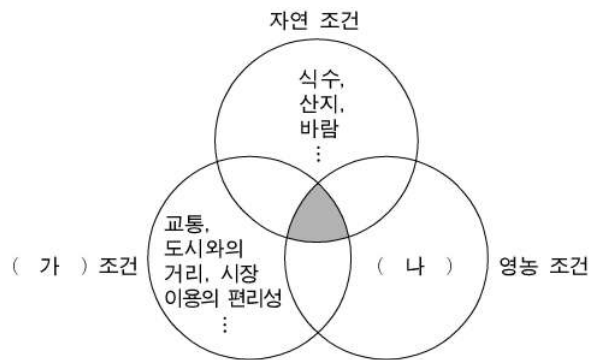 자연 조건
식수,
산지,
바람
⋮
교통,
도시와의
거리, 시장
이용의 편리성
⋮
( 가 ) 조건
( 나 )
영농 조건